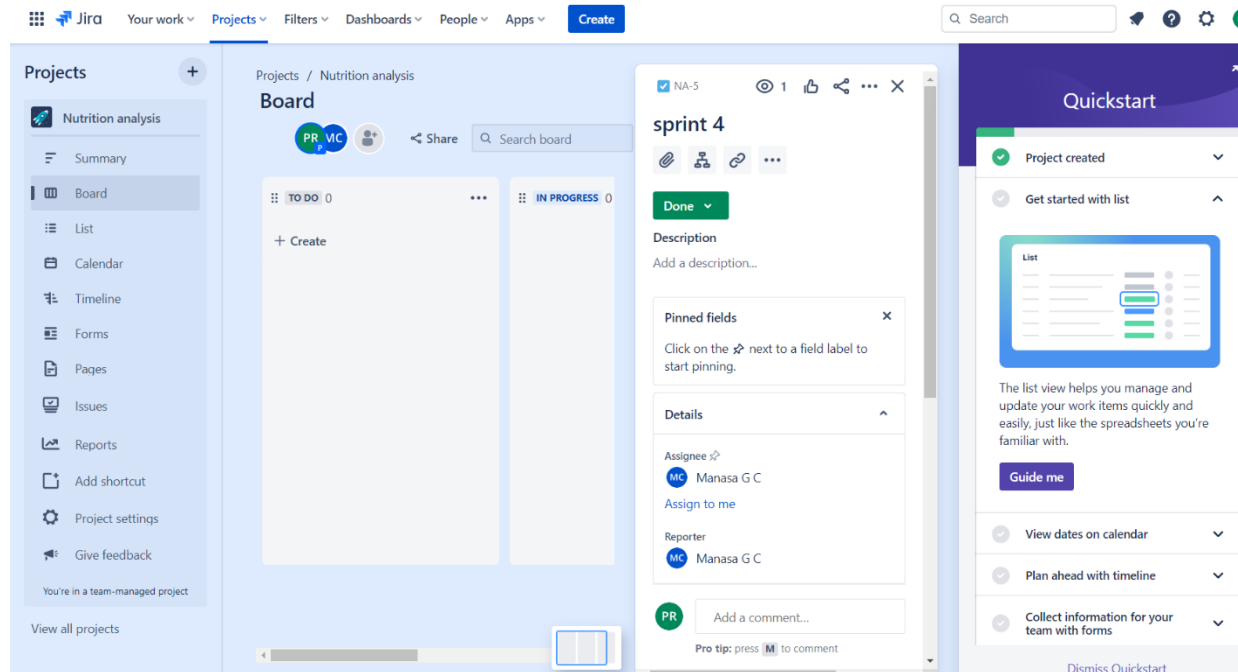 Jira Your work Projects Filters Dashboards People Apps Create Search
Projects
Nutrition analysis
Summary
Board
List
Calendar
Timeline
Forms
Pages
Issues
Reports
Add shortcut
Project settings
Give feedback
You're in a team-managed project
View all projects
Projects / Nutrition analysis
Board
PR P MC Share Search board
TO DO 0
+ Create
IN PROGRESS 0
NA-5 1
sprint 4
Done
Description
Add a description...
Pinned fields
Click on the next to a field label to
start pinning.
Details
Assignee
MC Manasa G C
Assign to me
Reporter
MC Manasa G C
PR Add a comment...
Pro tip: press M to comment
Quickstart
Project created
Get started with list
List
The list view helps you manage and
update your work items quickly and
easily, just like the spreadsheets you're
familiar with.
Guide me
View dates on calendar
Plan ahead with timeline
Collect information for your
team with forms
Dismiss Quickstart